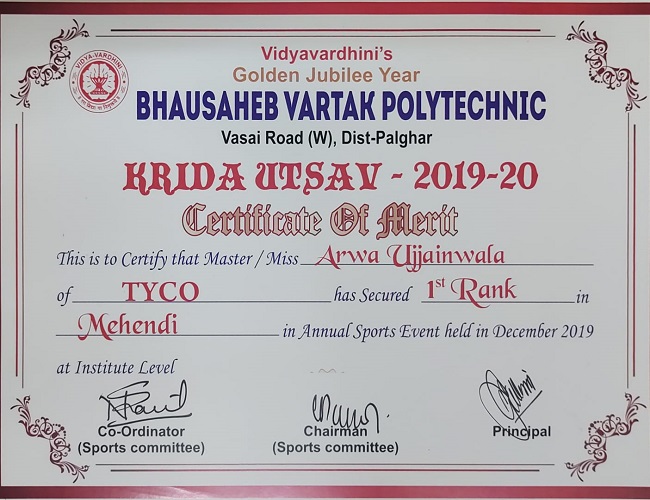 VIDYA-VARDHINI
Vidyavardhini's
Golden Jubilee Year
BHAUSAHEB VARTAK POLYTECHNIC
Vasai Road (W), Dist-Palghar
KRIDA UTSAV - 2019-20
Certificate Of Merit
This is to Certify that Master / Miss Arwa Ujjainwala
of TYCO has Secured 1st Rank in
Mehendi in Annual Sports Event held in December 2019
at Institute Level
Co-Ordinator Chairman Principal
(Sports committee) (Sports committee)